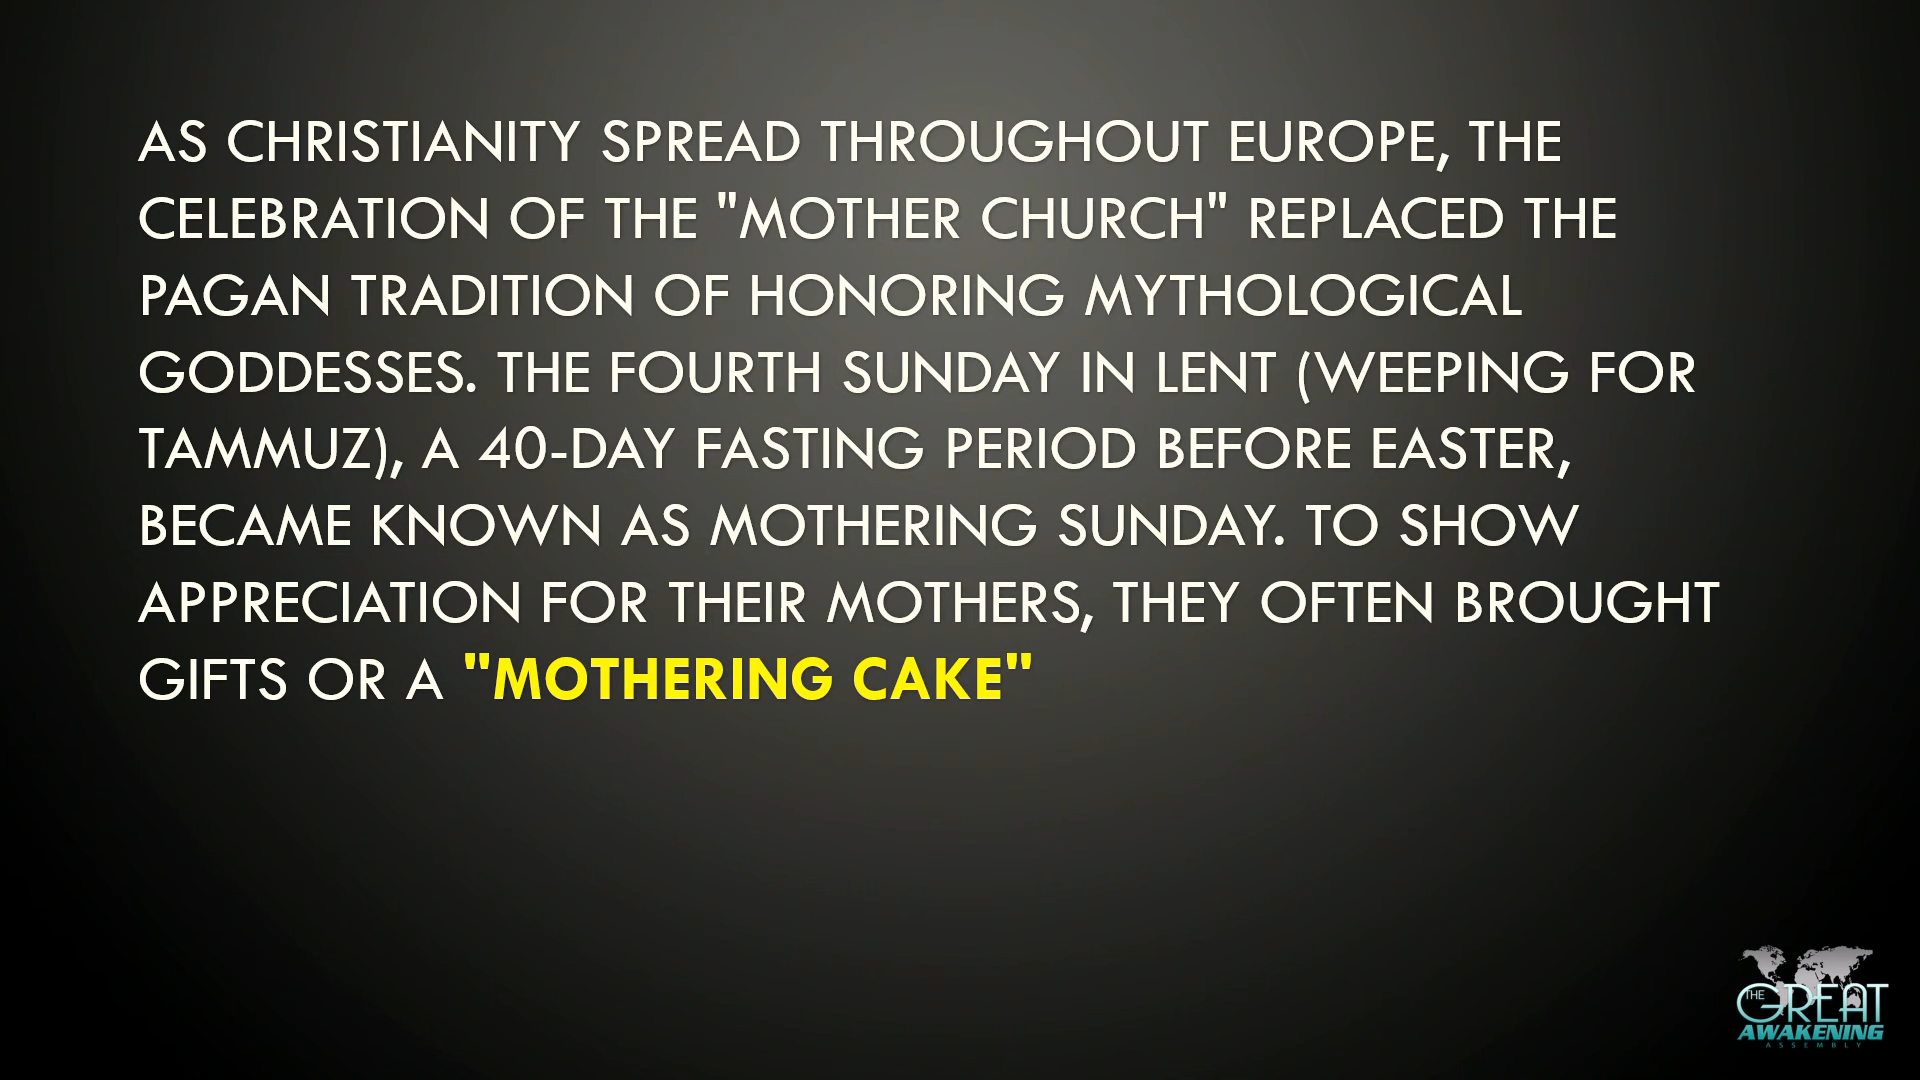 AS CHRISTIANITY SPREAD THROUGHOUT EUROPE, THE
CELEBRATION OF THE "MOTHER CHURCH" REPLACED THE
PAGAN TRADITION OF HONORING MYTHOLOGICAL
GODDESSES. THE FOURTH SUNDAY IN LENT (WEEPING FOR
TAMMUZ), A 40-DAY FASTING PERIOD BEFORE EASTER,
BECAME KNOWN AS MOTHERING SUNDAY. TO SHOW
APPRECIATION FOR THEIR MOTHERS, THEY OFTEN BROUGHT
GIFTS OR A "MOTHERING CAKE"
THE GREAT
AWAKENING
ASSEMBLY